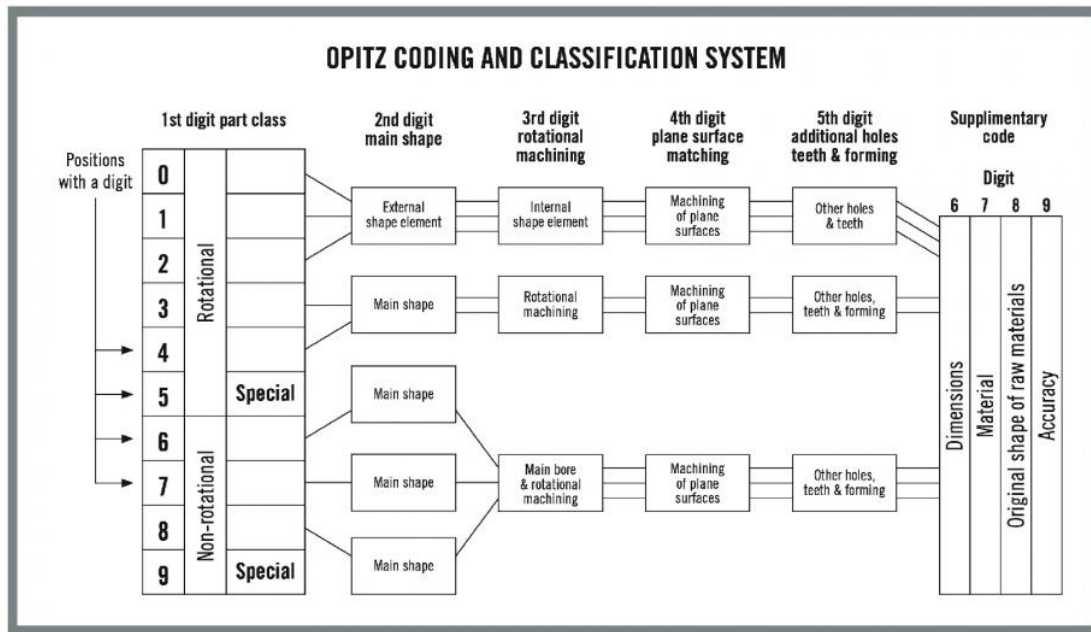 OPITZ CODING AND CLASSIFICATION SYSTEM
1st digit part class
2nd digit
main shape
3rd digit
rotational
machining
4th digit
plane surface
matching
5th digit
additional holes
teeth & forming
Supplimentary
code
Digit
6 7 8 9
Positions
with a digit
0
1
2
3
4
5
6
7
8
9
Rotational
Non-rotational
Special
Special
External
shape element
Internal
shape element
Machining
of plane
surfaces
Other holes
& teeth
Main shape
Rotational
machining
Machining
of plane
surfaces
Other holes,
teeth & forming
Main shape
Main shape
Main shape
Main bore
& rotational
machining
Machining
of plane
surfaces
Other holes,
teeth & forming
Dimensions
Material
Original shape of raw materials
Accuracy